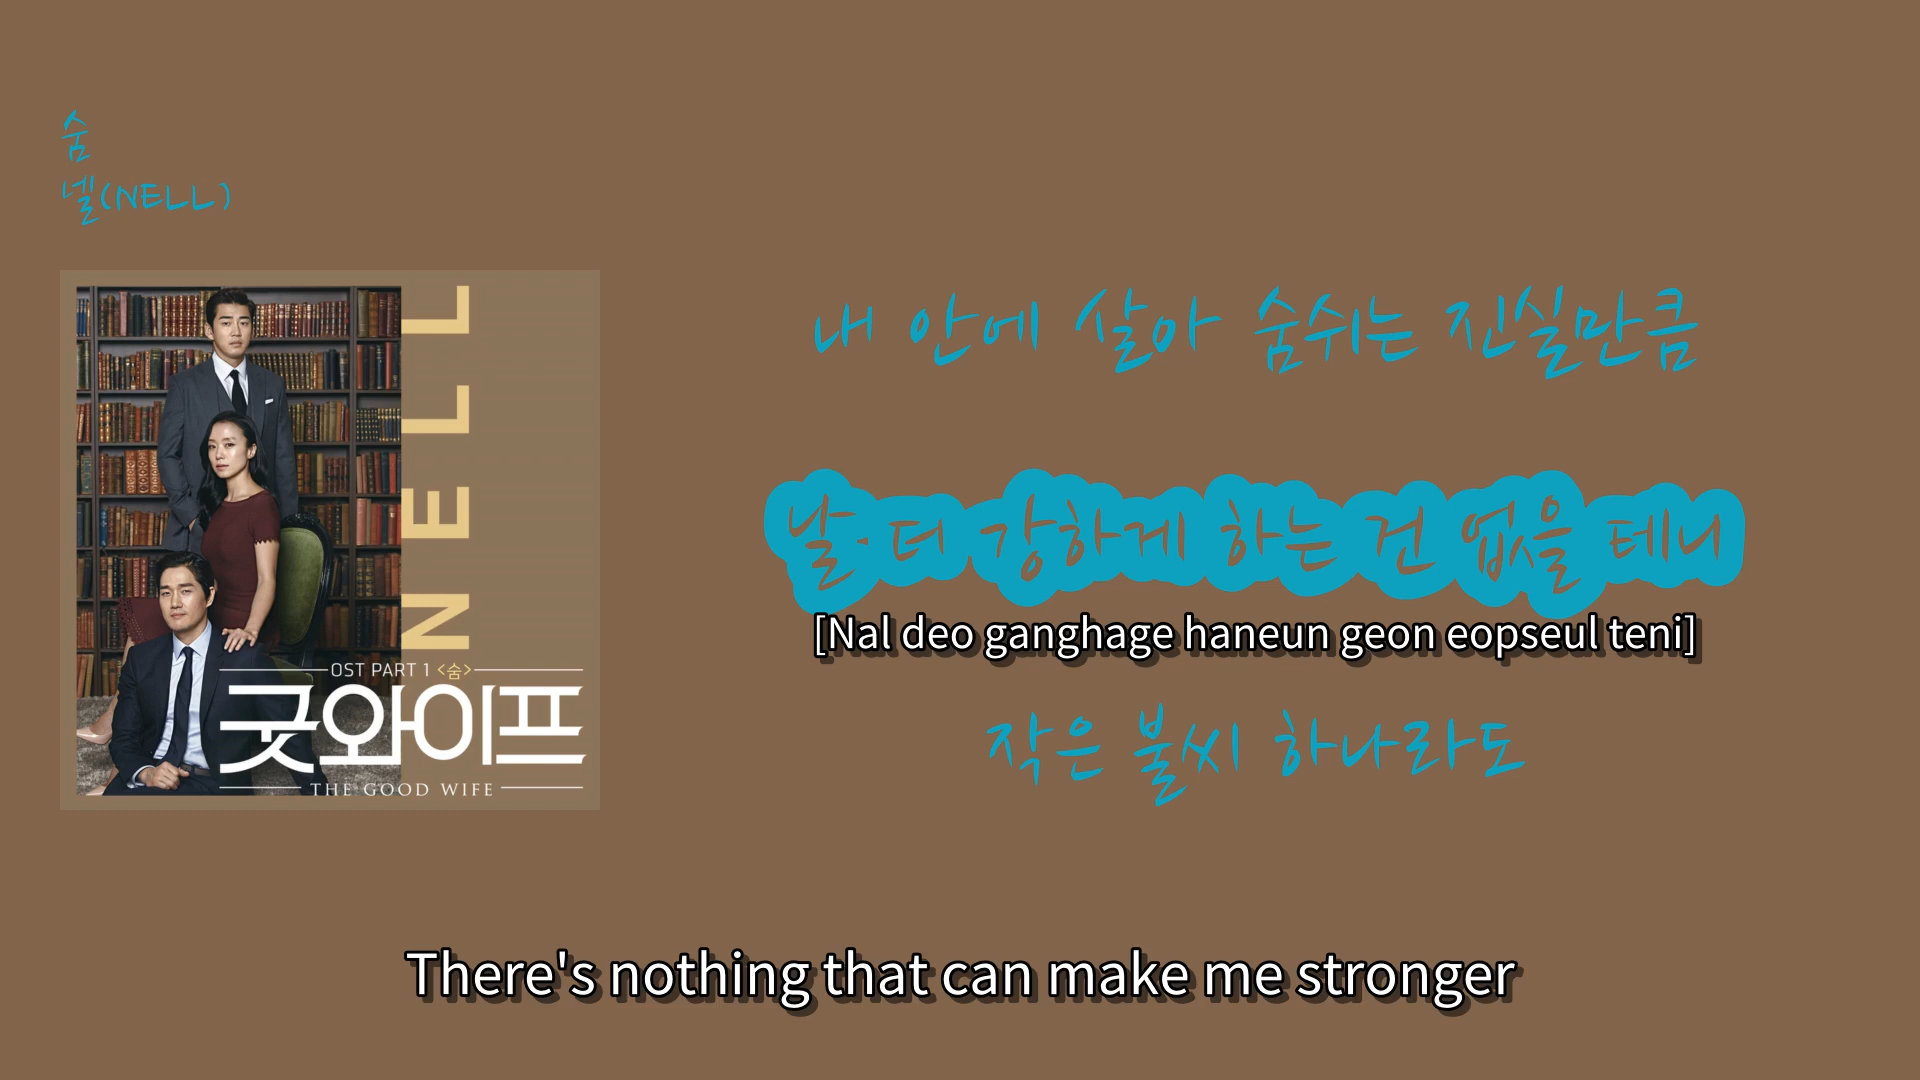 숨
넬(NELL)
NELL
OST PART 1 <숨>
굿와이프
THE GOOD WIFE
내 안에 살아 숨쉬는 진실만큼
날 더 강하게 하는 건 없을 테니
[Nal deo ganghage haneun geon eopseul teni]
작은 불씨 하나라도
There's nothing that can make me stronger